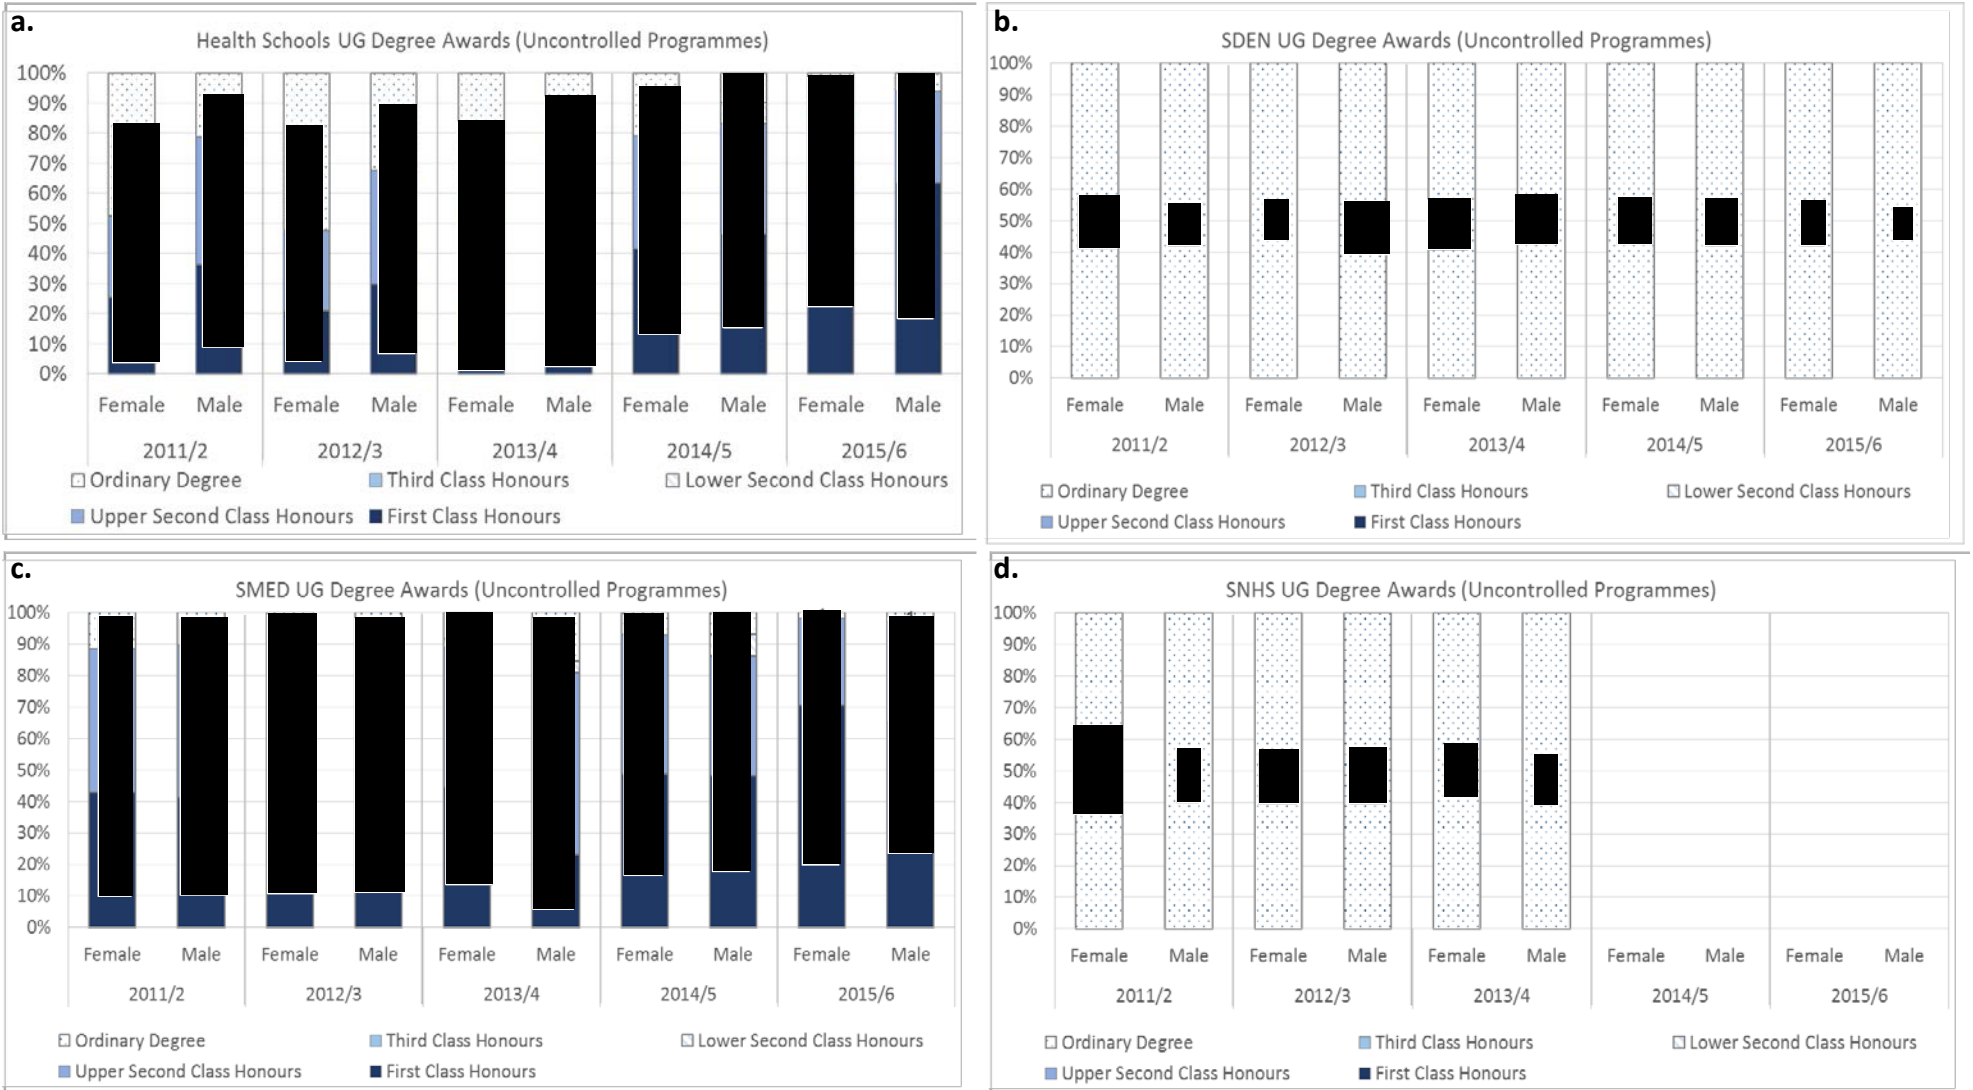 a.
Health Schools UG Degree Awards (Uncontrolled Programmes)
100%
90%
80%
70%
60%
50%
40%
30%
20%
10%
0%
Female Male Female Male Female Male Female Male Female Male
2011/2 2012/3 2013/4 2014/5 2015/6
Ordinary Degree Third Class Honours Lower Second Class Honours
Upper Second Class Honours First Class Honours
b.
SDEN UG Degree Awards (Uncontrolled Programmes)
100%
90%
80%
70%
60%
50%
40%
30%
20%
10%
0%
Female Male Female Male Female Male Female Male Female Male
2011/2 2012/3 2013/4 2014/5 2015/6
Ordinary Degree Third Class Honours Lower Second Class Honours
Upper Second Class Honours First Class Honours
c.
SMED UG Degree Awards (Uncontrolled Programmes)
100%
90%
80%
70%
60%
50%
40%
30%
20%
10%
0%
Female Male Female Male Female Male Female Male Female Male
2011/2 2012/3 2013/4 2014/5 2015/6
Ordinary Degree Third Class Honours Lower Second Class Honours
Upper Second Class Honours First Class Honours
d.
SNHS UG Degree Awards (Uncontrolled Programmes)
100%
90%
80%
70%
60%
50%
40%
30%
20%
10%
0%
Female Male Female Male Female Male Female Male Female Male
2011/2 2012/3 2013/4 2014/5 2015/6
Ordinary Degree Third Class Honours Lower Second Class Honours
Upper Second Class Honours First Class Honours